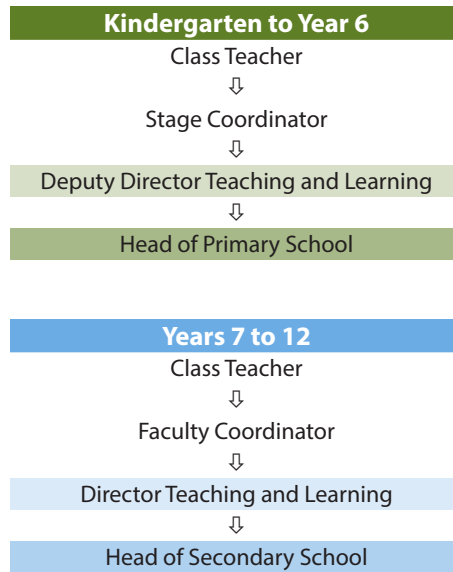 Kindergarten to Year 6
Class Teacher
⇩
Stage Coordinator
⇩
Deputy Director Teaching and Learning
⇩
Head of Primary School
Years 7 to 12
Class Teacher
⇩
Faculty Coordinator
⇩
Director Teaching and Learning
⇩
Head of Secondary School